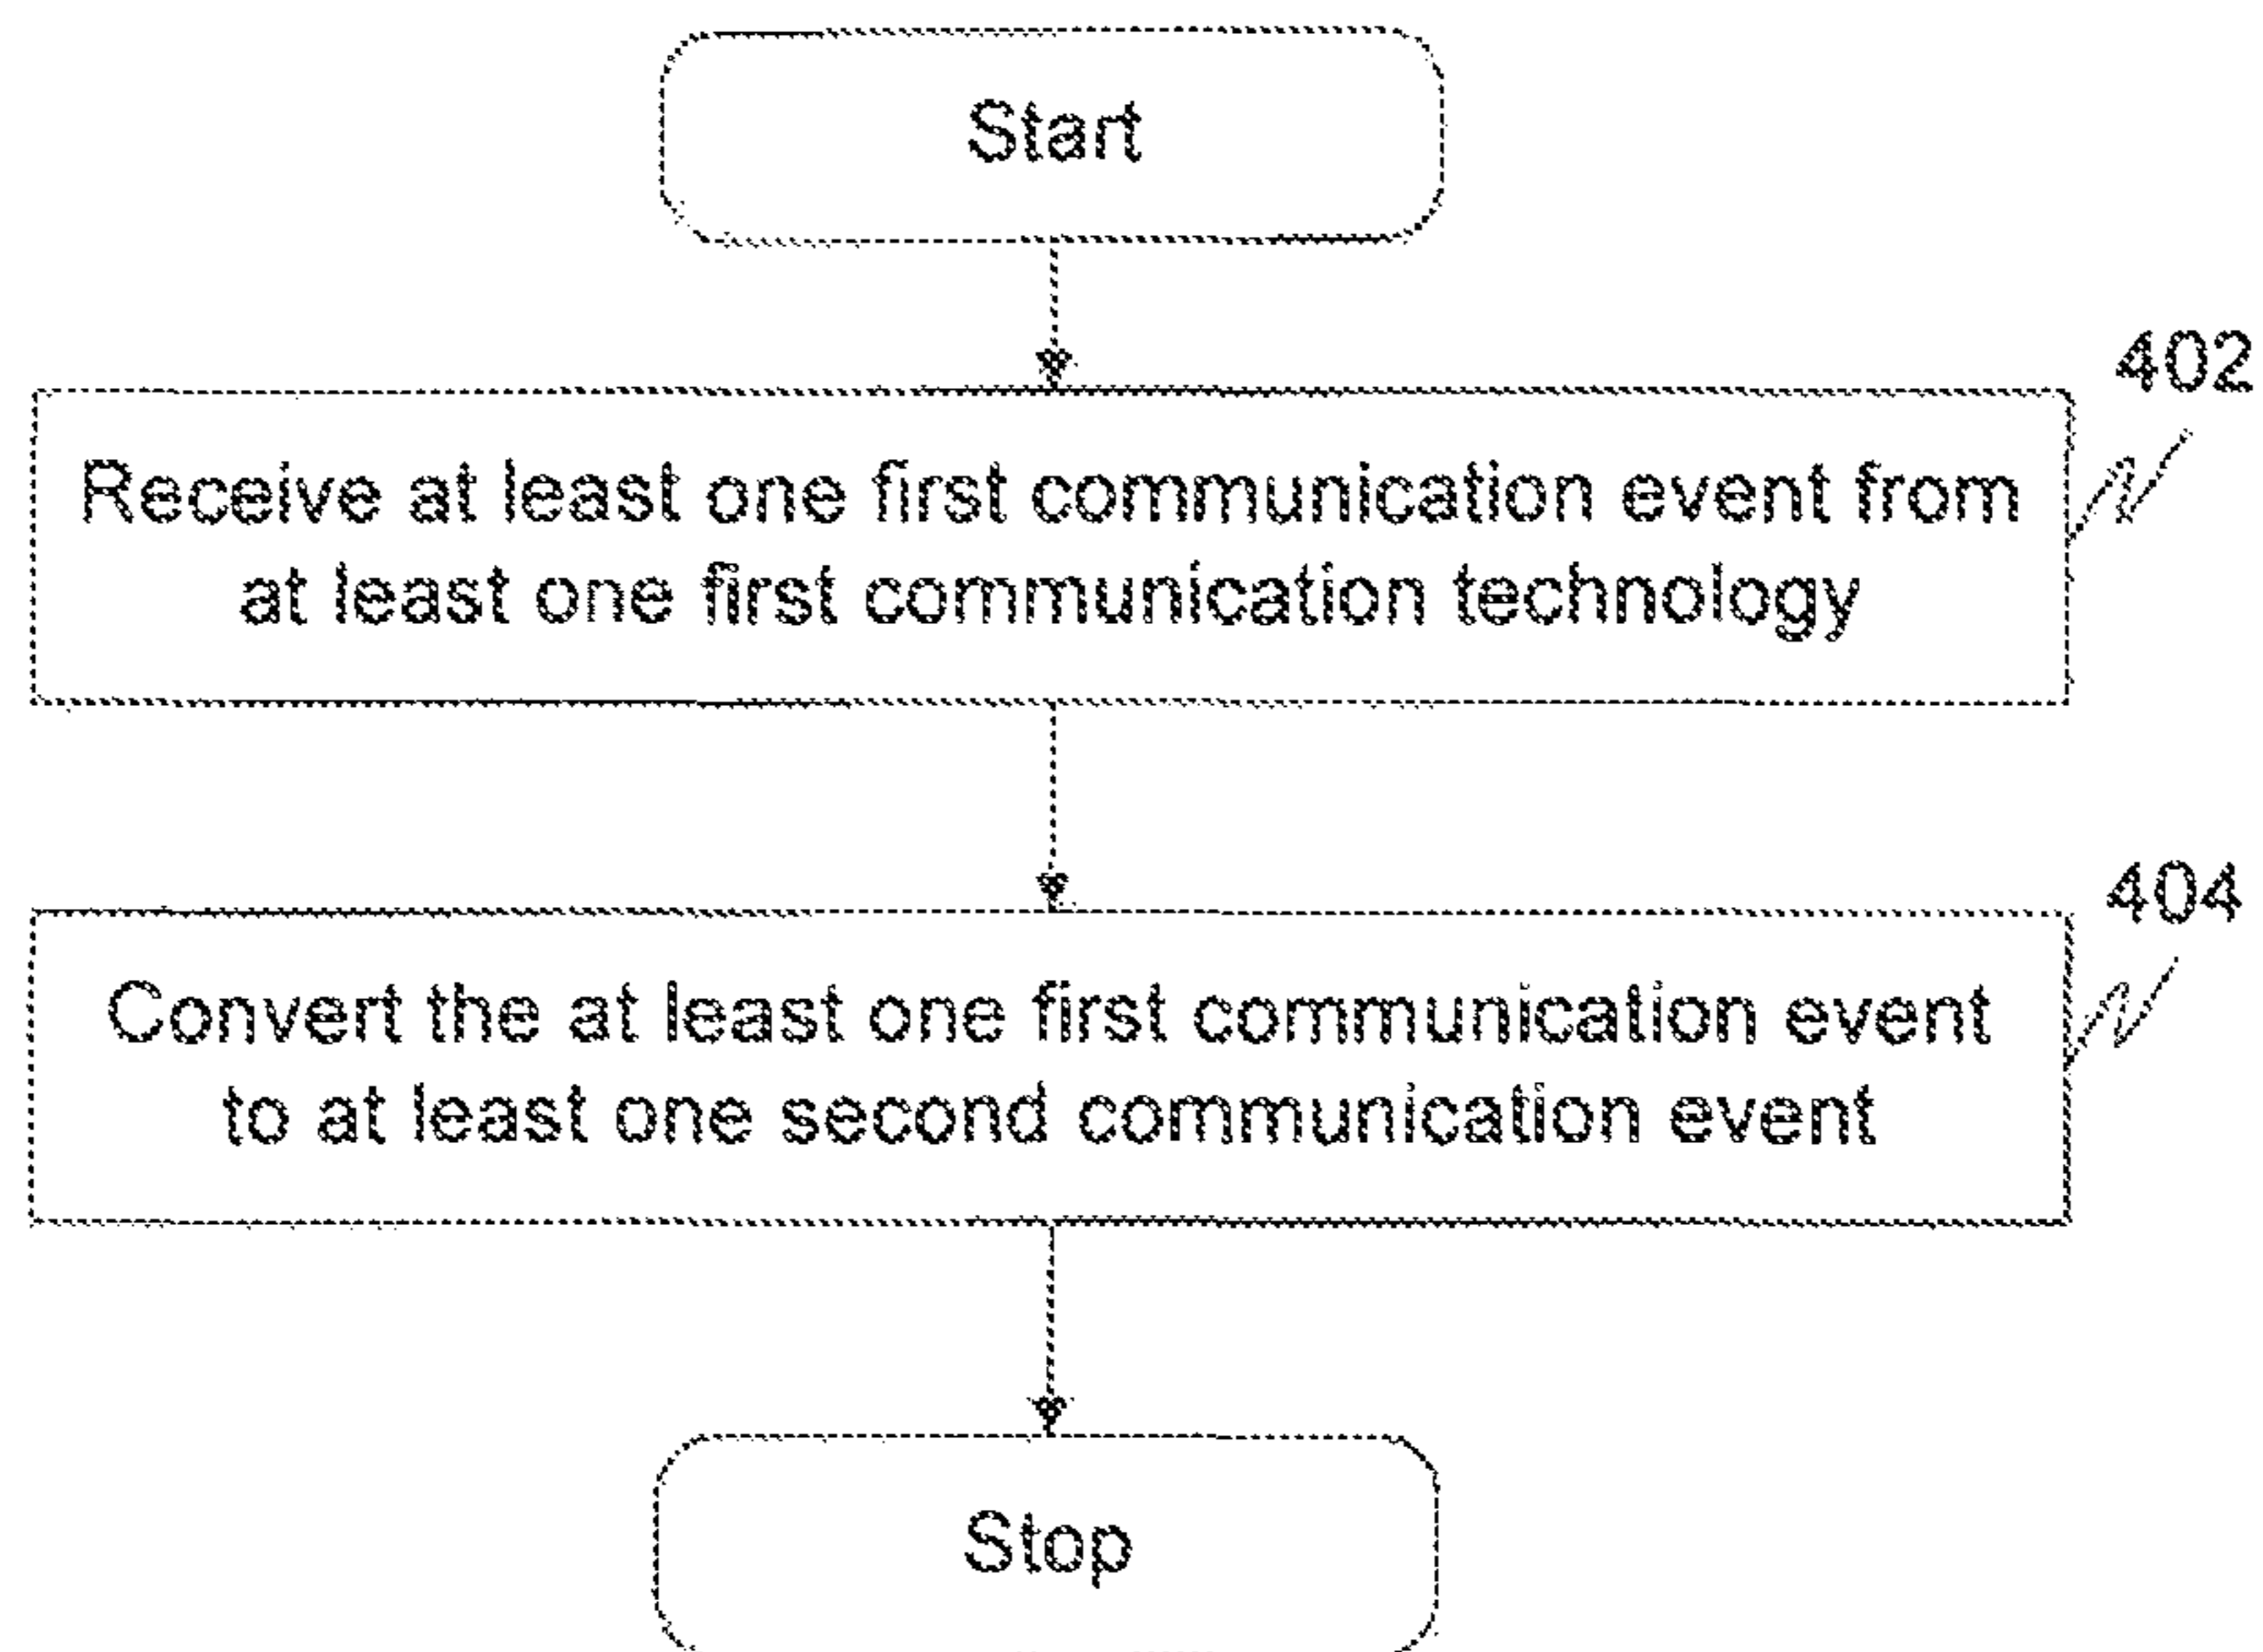 Start
402
Receive at least one first communication event from
at least one first communication technology
404
Convert the at least one first communication event
to at least one second communication event
Stop